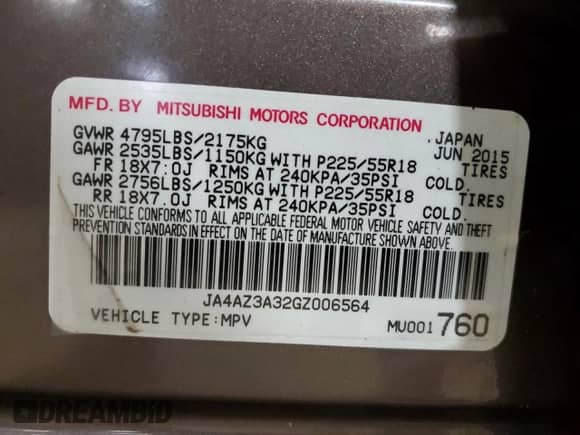 MFD. BY MITSUBISHI MOTORS CORPORATION
JAPAN
GVWR 4795LBS/2175KG JUN 2015
GAWR 2535LBS/1150KG WITH P225/55R18 TIRES
FR 18X7.0J RIMS AT 240KPA/35PSI COLD.
GAWR 2756LBS/1250KG WITH P225/55R18 TIRES
RR 18X7.0J RIMS AT 240KPA/35PSI COLD.
THIS VEHICLE CONFORMS TO ALL APPLICABLE FEDERAL MOTOR VEHICLE SAFETY AND THEFT
PREVENTION STANDARDS IN EFFECT ON THE DATE OF MANUFACTURE SHOWN ABOVE.
JA4AZ3A32GZ006564
VEHICLE TYPE:MPV MU001 760
DREAMBID